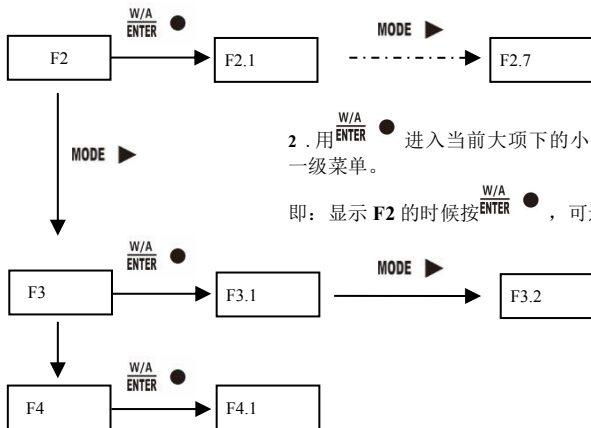 W/A
ENTER ●
MODE ▶
F2
F2.1
F2.7
MODE ▶
2 . 用 W/A ENTER ● 进入当前大项下的小
一级菜单。
即：显示 F2 的时候按 W/A ENTER ● ，可
W/A
ENTER ●
MODE ▶
F3
F3.1
F3.2
W/A
ENTER ●
F4
F4.1